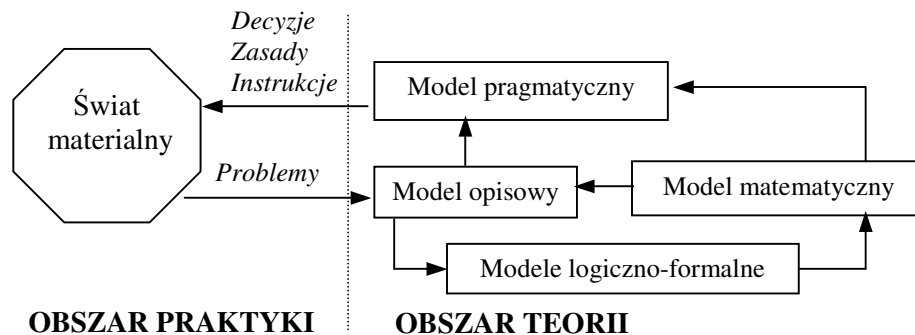 Decyzje
Zasady
Instrukcje
Świat
materialny
Model pragmatyczny
Problemy
Model opisowy
Model matematyczny
Modele logiczno-formalne
OBSZAR PRAKTYKI
OBSZAR TEORII